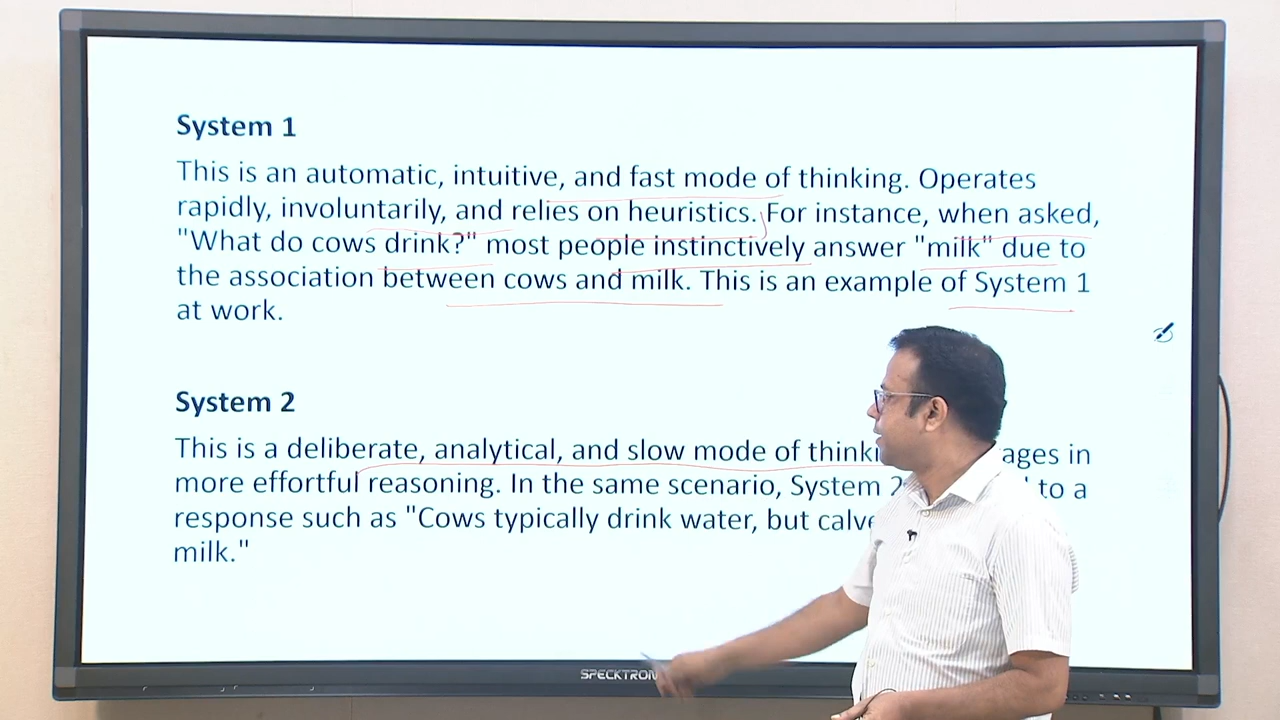 System 1
This is an automatic, intuitive, and fast mode of thinking. Operates
rapidly, involuntarily, and relies on heuristics. For instance, when asked,
"What do cows drink?" most people instinctively answer "milk" due to
the association between cows and milk. This is an example of System 1
at work.
System 2
This is a deliberate, analytical, and slow mode of
more effortful reasoning. In the same scenario, System 2 to a
response such as "Cows typically drink water, but
milk."
SPECKTRON